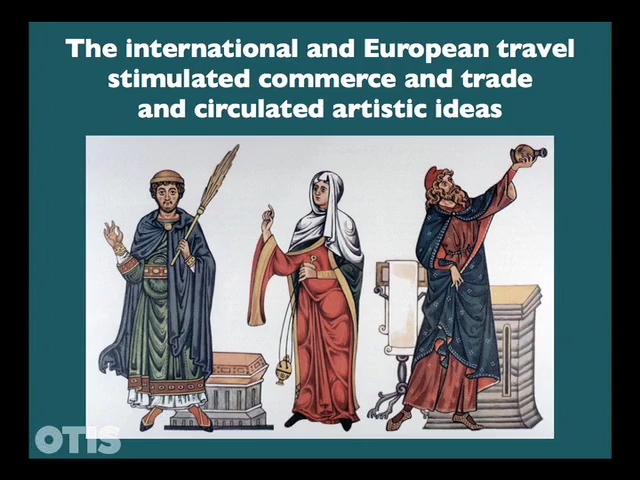 The international and European travel
stimulated commerce and trade
and circulated artistic ideas
OTIS